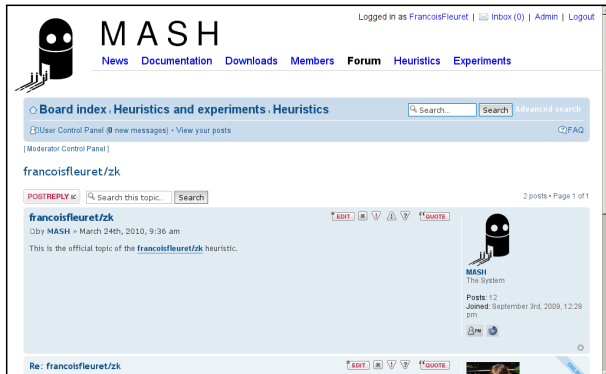 Logged in as FrancoisFleuret | Inbox (0) | Admin | Logout
MASH
News Documentation Downloads Members Forum Heuristics Experiments
Board index ‹ Heuristics and experiments ‹ Heuristics
Search... Search Advanced search
User Control Panel (0 new messages) • View your posts
FAQ
[ Moderator Control Panel ]
francoisfleuret/zk
POSTREPLY Search this topic... Search
2 posts • Page 1 of 1
francoisfleuret/zk
EDIT QUOTE
by MASH » March 24th, 2010, 9:36 am
This is the official topic of the francoisfleuret/zk heuristic.
MASH
The System
Posts: 12
Joined: September 3rd, 2009, 12:28
pm
PM
Re: francoisfleuret/zk
EDIT QUOTE